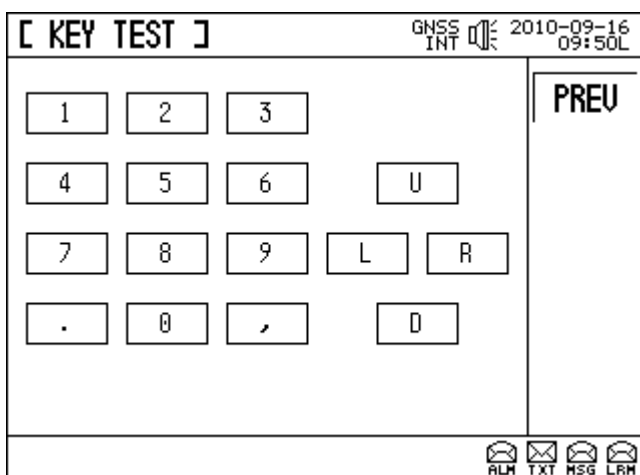 [ KEY TEST ]
GNSS 2010-09-16
INT 09:50L
PREV
1 2 3
4 5 6 U
7 8 9 L R
. 0 , D
ALM TXT MSG LRM